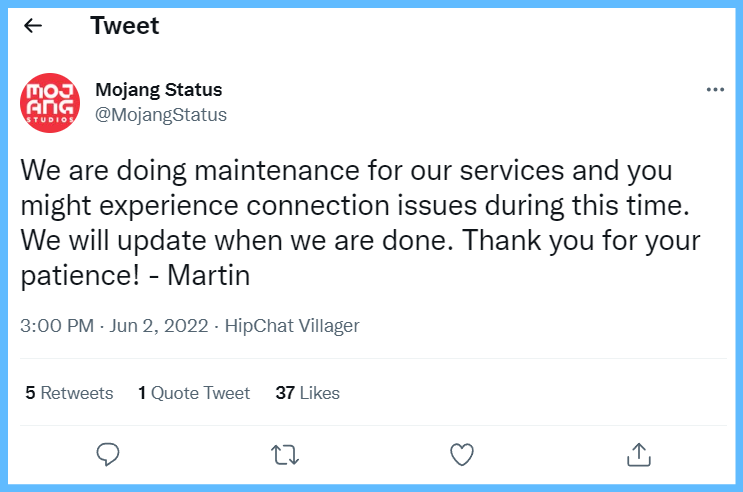 Tweet
MOJ
ANG
STUDIOS
Mojang Status
@MojangStatus
We are doing maintenance for our services and you
might experience connection issues during this time.
We will update when we are done. Thank you for your
patience! - Martin
3:00 PM · Jun 2, 2022 · HipChat Villager
5 Retweets 1 Quote Tweet 37 Likes